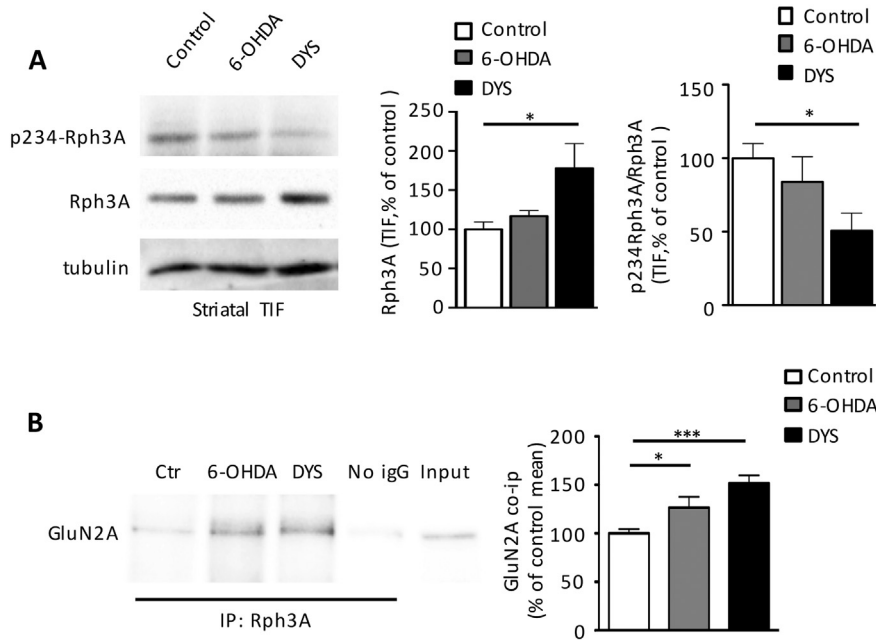 A
Control
6-OHDA
DYS
p234-Rph3A
Rph3A
tubulin
Striatal TIF
Control
6-OHDA
DYS
Rph3A (TIF,% of control )
250
200
150
100
50
0
*
Control
6-OHDA
DYS
p234Rph3A/Rph3A
(TIF,% of control )
150
100
50
0
*
B
Ctr
6-OHDA
DYS
No igG
Input
GluN2A
IP: Rph3A
Control
6-OHDA
DYS
GluN2A co-ip
(% of control mean)
200
150
100
50
0
***
*